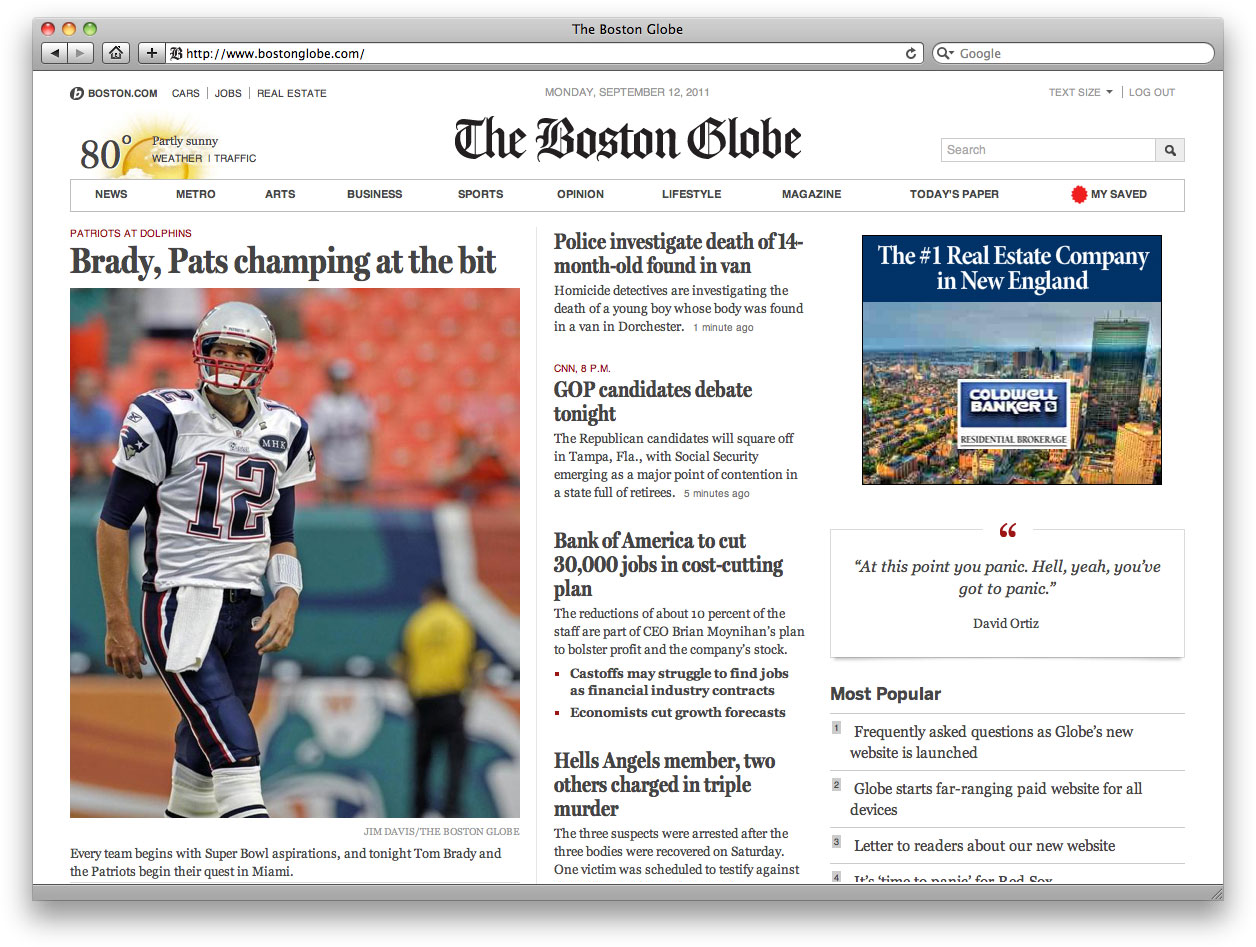 The Boston Globe
http://www.bostonglobe.com/
Google
BOSTON.COM CARS JOBS REAL ESTATE
MONDAY, SEPTEMBER 12, 2011
TEXT SIZE LOG OUT
80°
Partly sunny
WEATHER | TRAFFIC
The Boston Globe
Search
NEWS METRO ARTS BUSINESS SPORTS OPINION LIFESTYLE MAGAZINE TODAY'S PAPER MY SAVED
PATRIOTS AT DOLPHINS
Brady, Pats champing at the bit
PATRIOTS
12
MHK
12
JIM DAVIS/THE BOSTON GLOBE
Every team begins with Super Bowl aspirations, and tonight Tom Brady and
the Patriots begin their quest in Miami.
Police investigate death of 14-
month-old found in van
Homicide detectives are investigating the
death of a young boy whose body was found
in a van in Dorchester. 1 minute ago
CNN, 8 P.M.
GOP candidates debate
tonight
The Republican candidates will square off
in Tampa, Fla., with Social Security
emerging as a major point of contention in
a state full of retirees. 5 minutes ago
Bank of America to cut
30,000 jobs in cost-cutting
plan
The reductions of about 10 percent of the
staff are part of CEO Brian Moynihan's plan
to bolster profit and the company's stock.
Castoffs may struggle to find jobs
as financial industry contracts
Economists cut growth forecasts
Hells Angels member, two
others charged in triple
murder
The three suspects were arrested after the
three bodies were recovered on Saturday.
One victim was scheduled to testify against
The #1 Real Estate Company
in New England
COLDWELL
BANKER
RESIDENTIAL BROKERAGE
“
“At this point you panic. Hell, yeah, you’ve
got to panic.”
David Ortiz
Most Popular
1 Frequently asked questions as Globe’s new
website is launched
2 Globe starts far-ranging paid website for all
devices
3 Letter to readers about our new website
4 It’s ‘time to panic’ for Red Sox